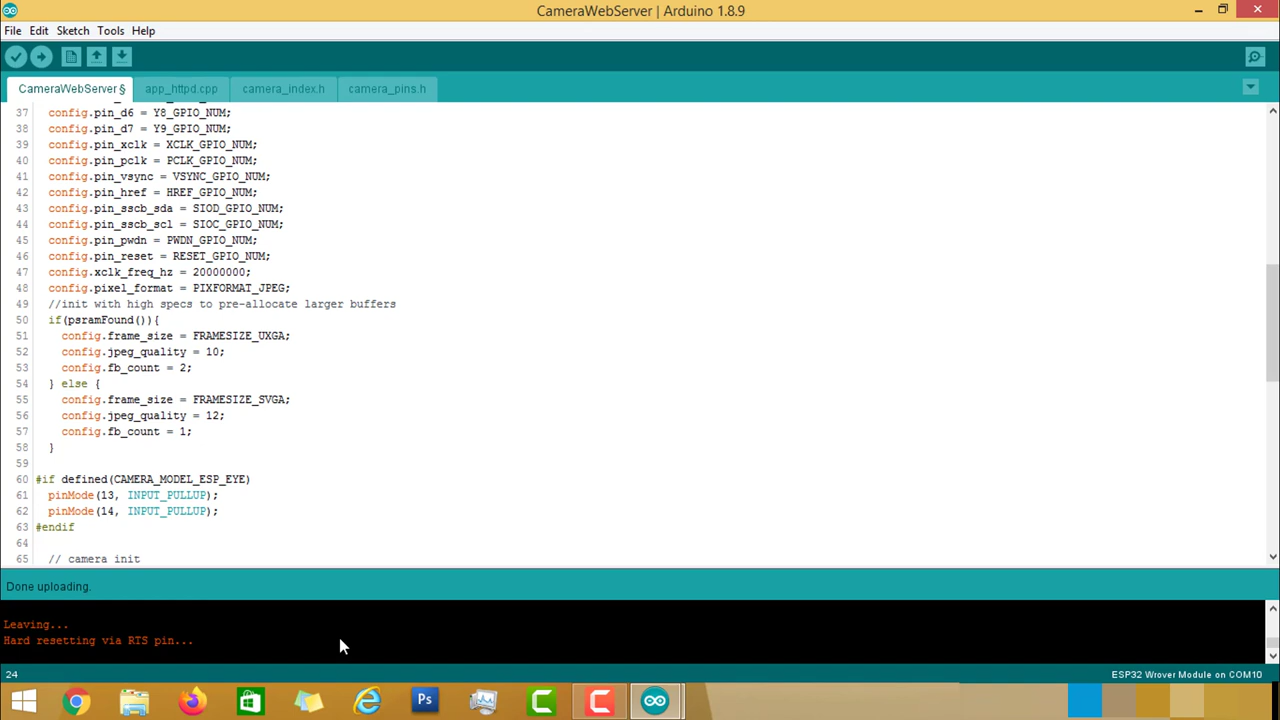 CameraWebServer | Arduino 1.8.9
File Edit Sketch Tools Help
CameraWebServer § app_httpd.cpp camera_index.h camera_pins.h
37 config.pin_d6 = Y8_GPIO_NUM;
38 config.pin_d7 = Y9_GPIO_NUM;
39 config.pin_xclk = XCLK_GPIO_NUM;
40 config.pin_pclk = PCLK_GPIO_NUM;
41 config.pin_vsync = VSYNC_GPIO_NUM;
42 config.pin_href = HREF_GPIO_NUM;
43 config.pin_sscb_sda = SIOD_GPIO_NUM;
44 config.pin_sscb_scl = SIOC_GPIO_NUM;
45 config.pin_pwdn = PWDN_GPIO_NUM;
46 config.pin_reset = RESET_GPIO_NUM;
47 config.xclk_freq_hz = 20000000;
48 config.pixel_format = PIXFORMAT_JPEG;
49 //init with high specs to pre-allocate larger buffers
50 if(psramFound()){
51 config.frame_size = FRAMESIZE_UXGA;
52 config.jpeg_quality = 10;
53 config.fb_count = 2;
54 } else {
55 config.frame_size = FRAMESIZE_SVGA;
56 config.jpeg_quality = 12;
57 config.fb_count = 1;
58 }
59
60 #if defined(CAMERA_MODEL_ESP_EYE)
61 pinMode(13, INPUT_PULLUP);
62 pinMode(14, INPUT_PULLUP);
63 #endif
64
65 // camera init
Done uploading.
Leaving...
Hard resetting via RTS pin...
24 ESP32 Wrover Module on COM10
Ps